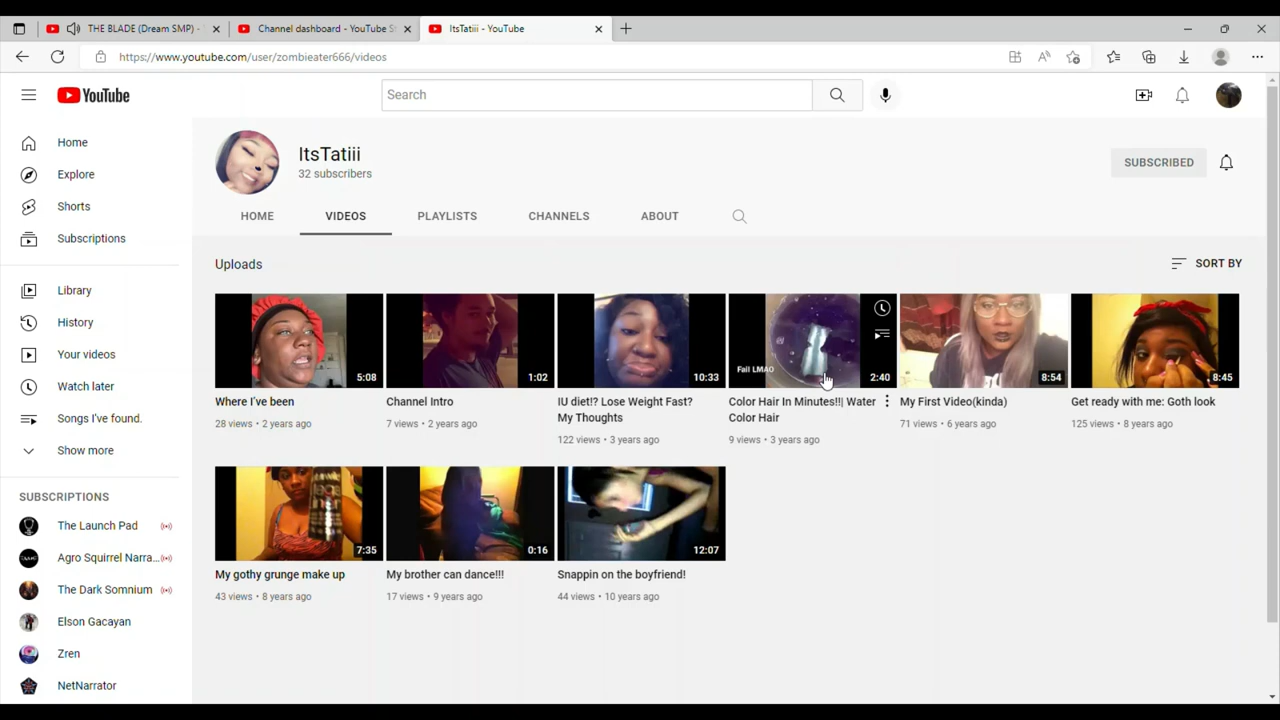 THE BLADE (Dream SMP) -
Channel dashboard - YouTube S
ItsTatiii - YouTube
https://www.youtube.com/user/zombieater666/videos
YouTube
Search
Home
Explore
Shorts
Subscriptions
Library
History
Your videos
Watch later
Songs I've found.
Show more
SUBSCRIPTIONS
The Launch Pad
Agro Squirrel Narra...
The Dark Somnium
Elson Gacayan
Zren
NetNarrator
ItsTatiii
32 subscribers
SUBSCRIBED
HOME VIDEOS PLAYLISTS CHANNELS ABOUT
Uploads
SORT BY
5:08
Where I've been
28 views • 2 years ago
1:02
Channel Intro
7 views • 2 years ago
10:33
IU diet!? Lose Weight Fast?
My Thoughts
122 views • 3 years ago
Fail LMAO
2:40
Color Hair In Minutes!!| Water
Color Hair
9 views • 3 years ago
8:54
My First Video(kinda)
71 views • 6 years ago
8:45
Get ready with me: Goth look
125 views • 8 years ago
7:35
My gothy grunge make up
43 views • 8 years ago
0:16
My brother can dance!!!
17 views • 9 years ago
12:07
Snappin on the boyfriend!
44 views • 10 years ago